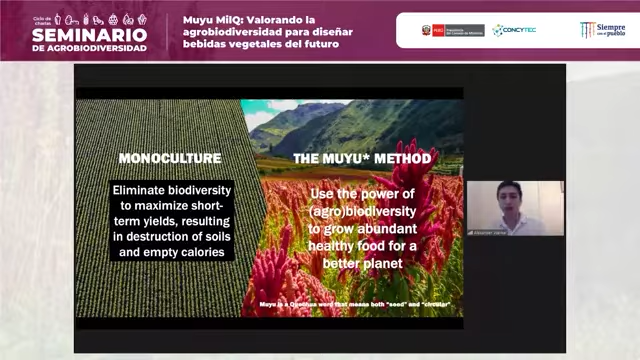 Ciclo de
charlas
SEMINARIO
DE AGROBIODIVERSIDAD
Muyu MilQ: Valorando la
agrobiodiversidad para diseñar
bebidas vegetales del futuro
CONCYTEC
Siempre
con el pueblo
MONOCULTURE
Eliminate biodiversity
to maximize short-
term yields, resulting
in destruction of soils
and empty calories
THE MUYU* METHOD
Use the power of
(agro)biodiversity
to grow abundant
healthy food for a
better planet
Muyu is a Quechua word that means both "seed" and "circular"